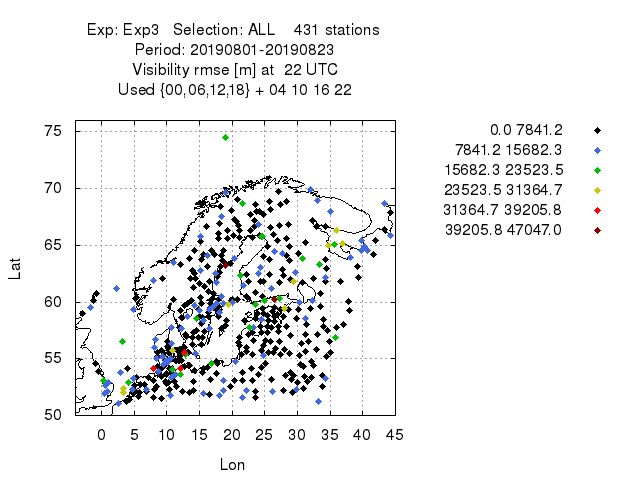 Exp: Exp3 Selection: ALL 431 stations
Period: 20190801-20190823
Visibility rmse [m] at 22 UTC
Used {00,06,12,18} + 04 10 16 22
0.0 7841.2
7841.2 15682.3
15682.3 23523.5
23523.5 31364.7
31364.7 39205.8
39205.8 47047.0
75
70
65
60
55
50
Lat
0 5 10 15 20 25 30 35 40 45
Lon